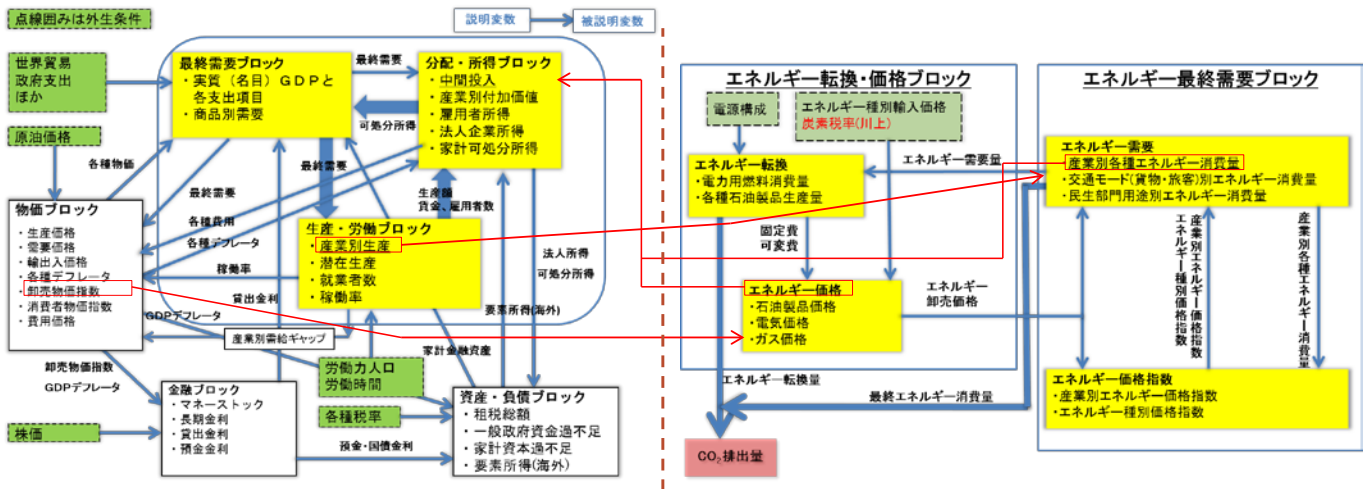 点線囲みは外生条件
説明変数
被説明変数
世界貿易
政府支出
ほか
原油価格
最終需要ブロック
・実質(名目)GDPと
各支出項目
・商品別需要
最終需要
可処分所得
分配・所得ブロック
・中間投入
・産業別付加価値
・雇用者所得
・法人企業所得
・家計可処分所得
各種物価
最終需要
最終需要
生産額
賃金、雇用者数
各種費用
各種デフレータ
物価ブロック
・生産価格
・需要価格
・輸出入価格
・各種デフレータ
・卸売物価指数
・消費者物価指数
・費用価格
生産・労働ブロック
・産業別生産
・潜在生産
・就業者数
・稼働率
稼働率
貸出金利
法人所得
可処分所得
要素所得(海外)
GDPデフレータ
産業別需給ギャップ
家計金融資産
卸売物価指数
GDPデフレータ
労働力人口
労働時間
各種税率
株価
金融ブロック
・マネーストック
・長期金利
・貸出金利
・預金金利
預金・国債金利
資産・負債ブロック
・租税総額
・一般政府資金過不足
・家計資本過不足
・要素所得(海外)
エネルギー転換・価格ブロック
電源構成
エネルギー種別輸入価格
炭素税率(川上)
エネルギー転換
・電力用燃料消費量
・各種石油製品生産量
エネルギー需要量
固定費
可変費
エネルギー価格
・石油製品価格
・電気価格
・ガス価格
エネルギー
卸売価格
エネルギー転換量
最終エネルギー消費量
CO₂排出量
エネルギー最終需要ブロック
エネルギー需要
・産業別各種エネルギー消費量
・交通モード(貨物・旅客)別エネルギー消費量
・民生部門用途別エネルギー消費量
産業別エネルギー価格指数
エネルギー種別価格指数
産業別各種エネルギー消費量
エネルギー価格指数
・産業別エネルギー価格指数
・エネルギー種別価格指数